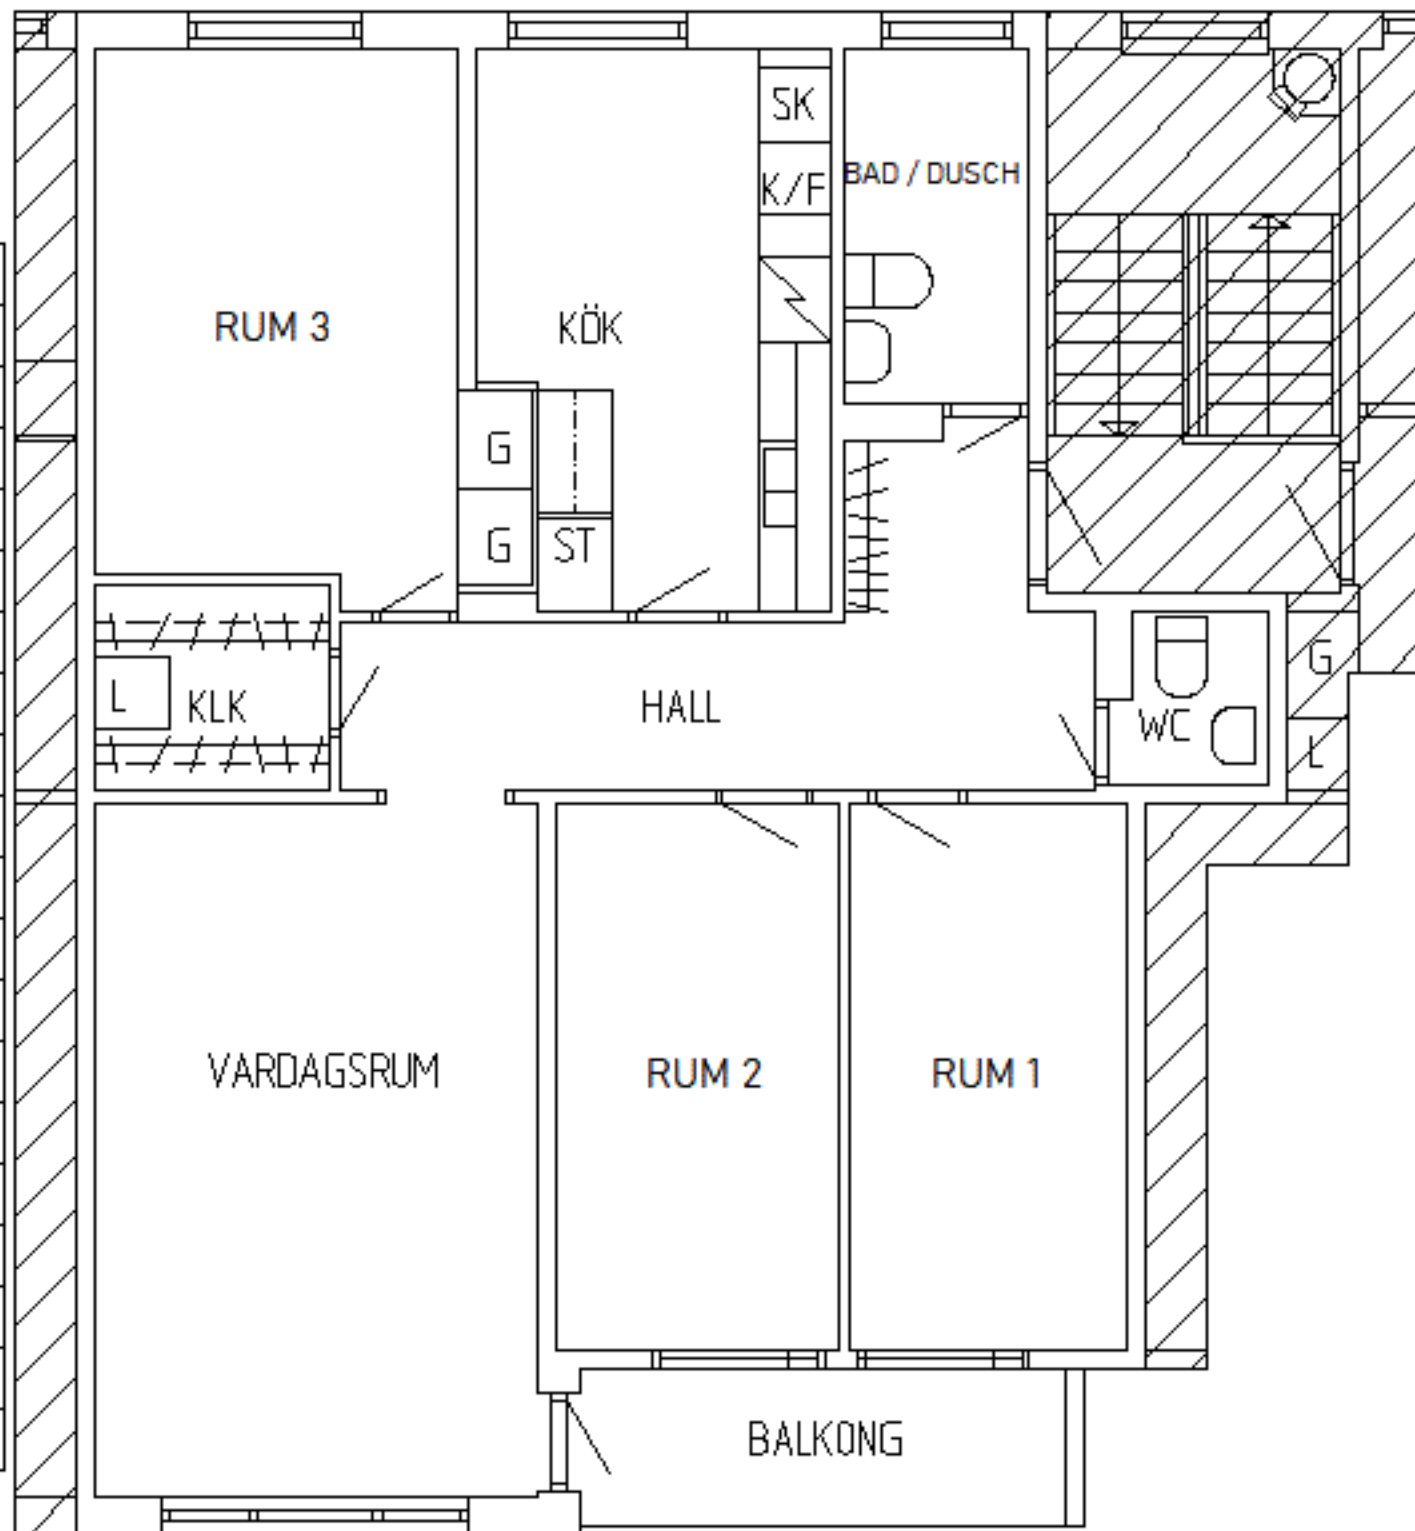 SK
K/F
BAD / DUSCH
RUM 3
KÖK
G
G
ST
L
KLK
HALL
WC
G
L
VARDAGSRUM
RUM 2
RUM 1
BALKONG